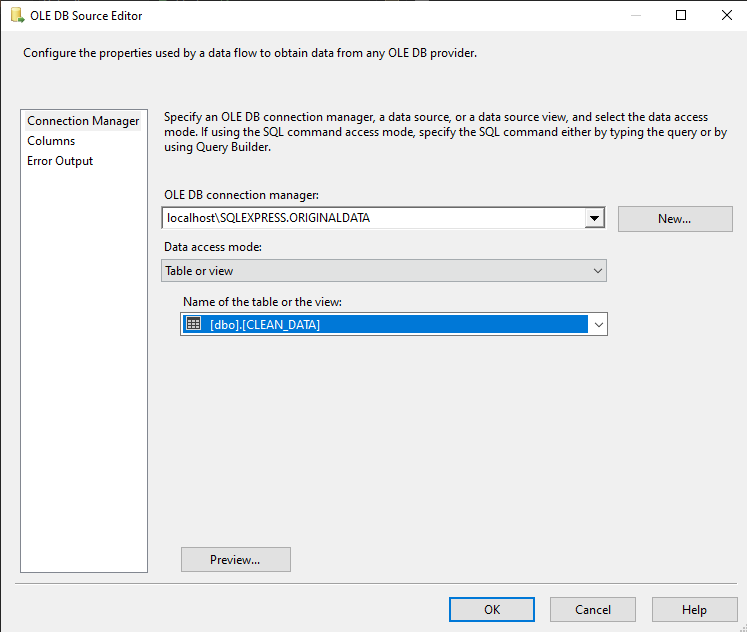 OLE DB Source Editor
Configure the properties used by a data flow to obtain data from any OLE DB provider.
Connection Manager
Columns
Error Output
Specify an OLE DB connection manager, a data source, or a data source view, and select the data access
mode. If using the SQL command access mode, specify the SQL command either by typing the query or by
using Query Builder.
OLE DB connection manager:
localhost\SQLEXPRESS.ORIGINALDATA
New...
Data access mode:
Table or view
Name of the table or the view:
[dbo].[CLEAN_DATA]
Preview...
OK
Cancel
Help